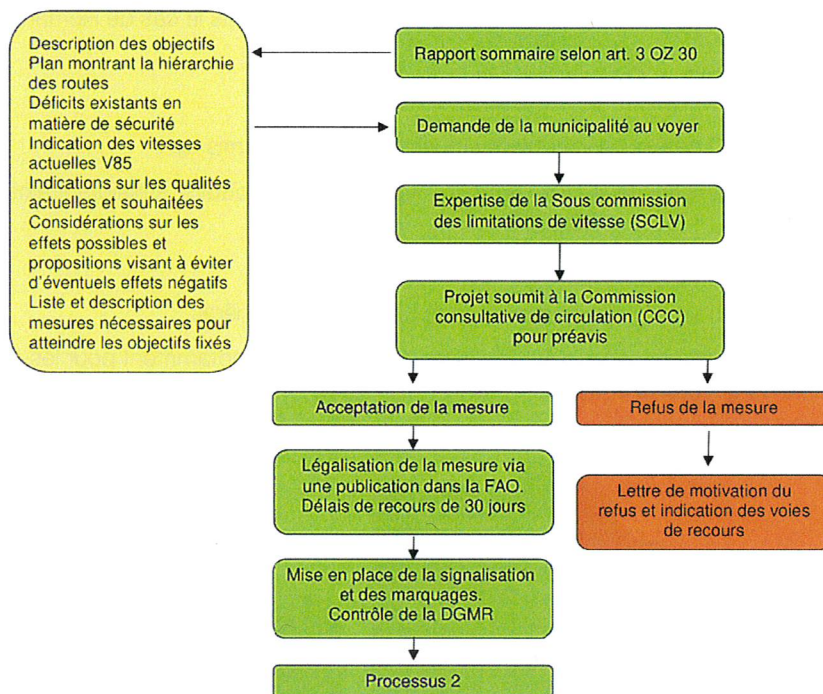 Description des objectifs
Plan montrant la hiérarchie
des routes
Déficits existants en
matière de sécurité
Indication des vitesses
actuelles V85
Indications sur les qualités
actuelles et souhaitées
Considérations sur les
effets possibles et
propositions visant à éviter
d'éventuels effets négatifs
Liste et description des
mesures nécessaires pour
atteindre les objectifs fixés
Rapport sommaire selon art. 3 OZ 30
Demande de la municipalité au voyer
Expertise de la Sous commission
des limitations de vitesse (SCLV)
Projet soumit à la Commission
consultative de circulation (CCC)
pour préavis
Acceptation de la mesure
Refus de la mesure
Légalisation de la mesure via
une publication dans la FAO.
Délais de recours de 30 jours
Lettre de motivation du
refus et indication des voies
de recours
Mise en place de la signalisation
et des marquages.
Contrôle de la DGMR
Processus 2